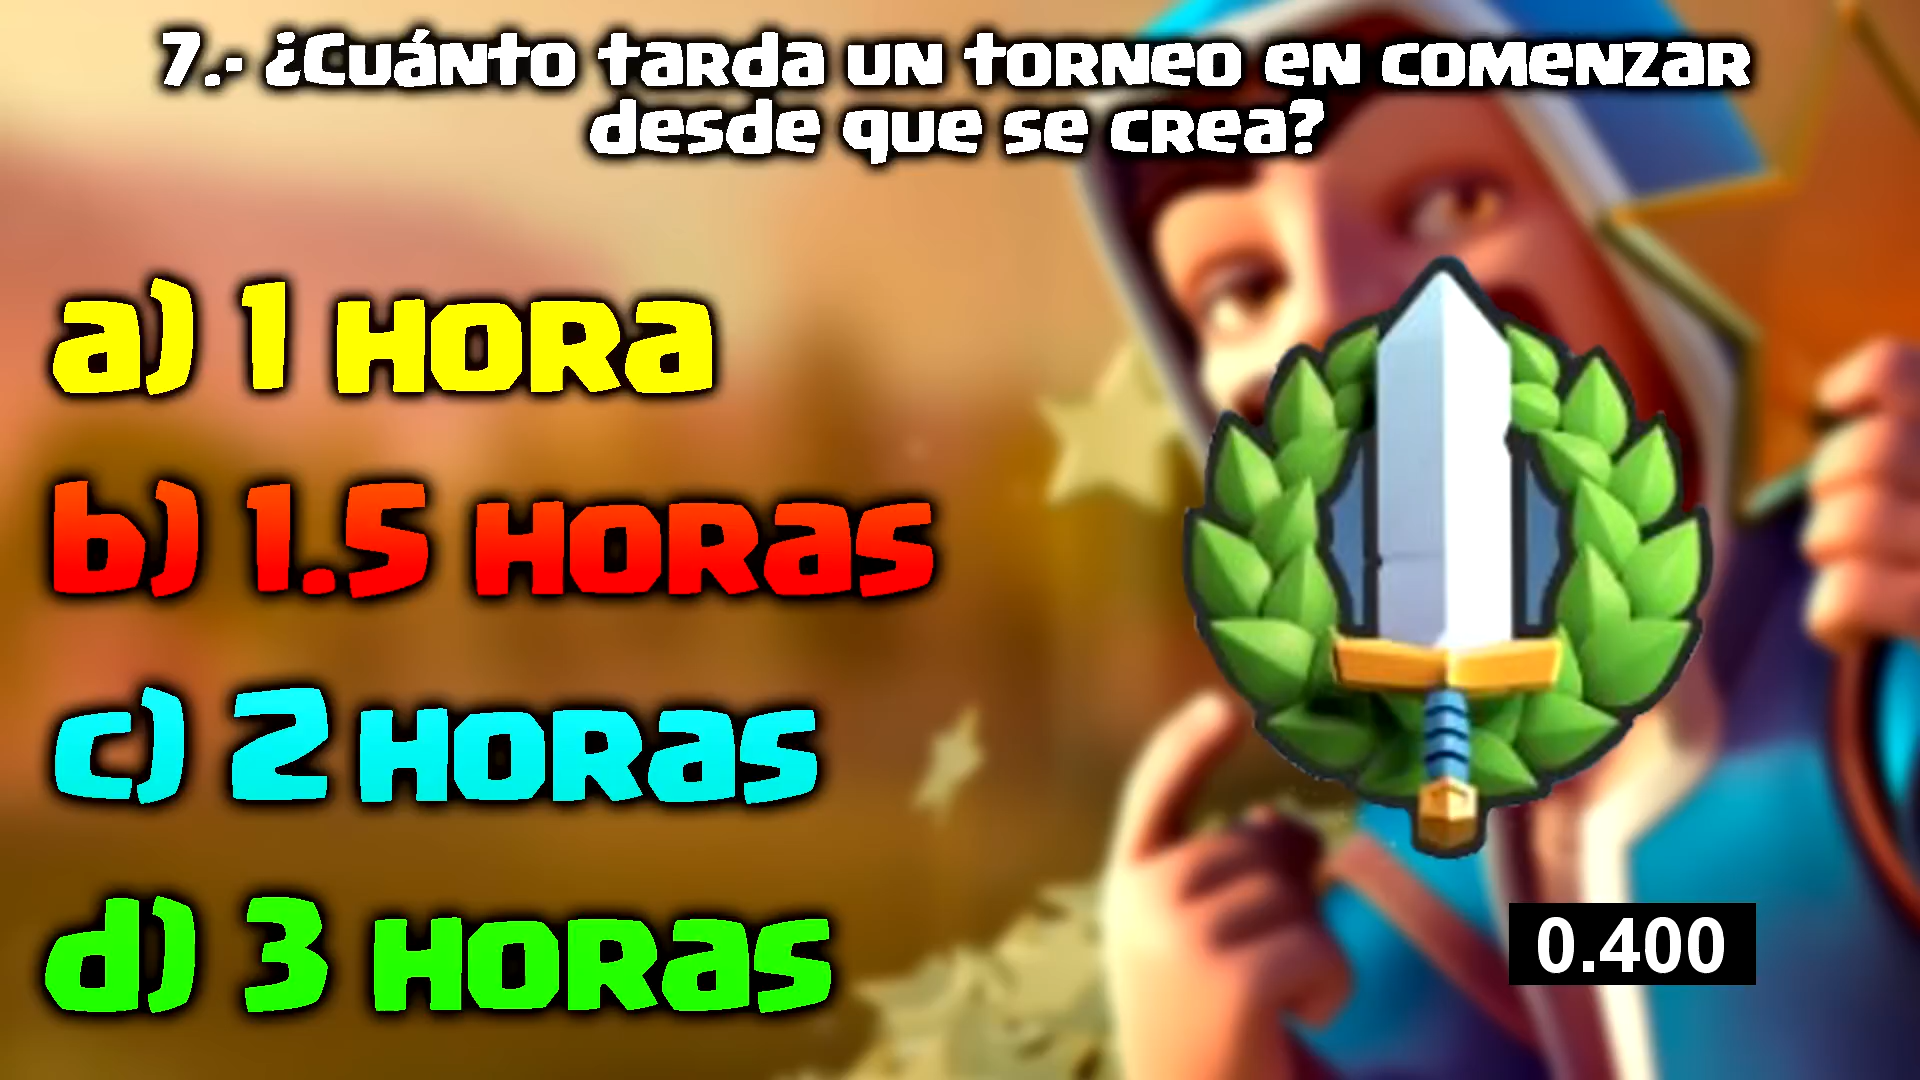 7.- ¿Cuánto tarda un torneo en comenzar
desde que se crea?
a) 1 hora
b) 1.5 horas
c) 2 horas
d) 3 horas
0.400